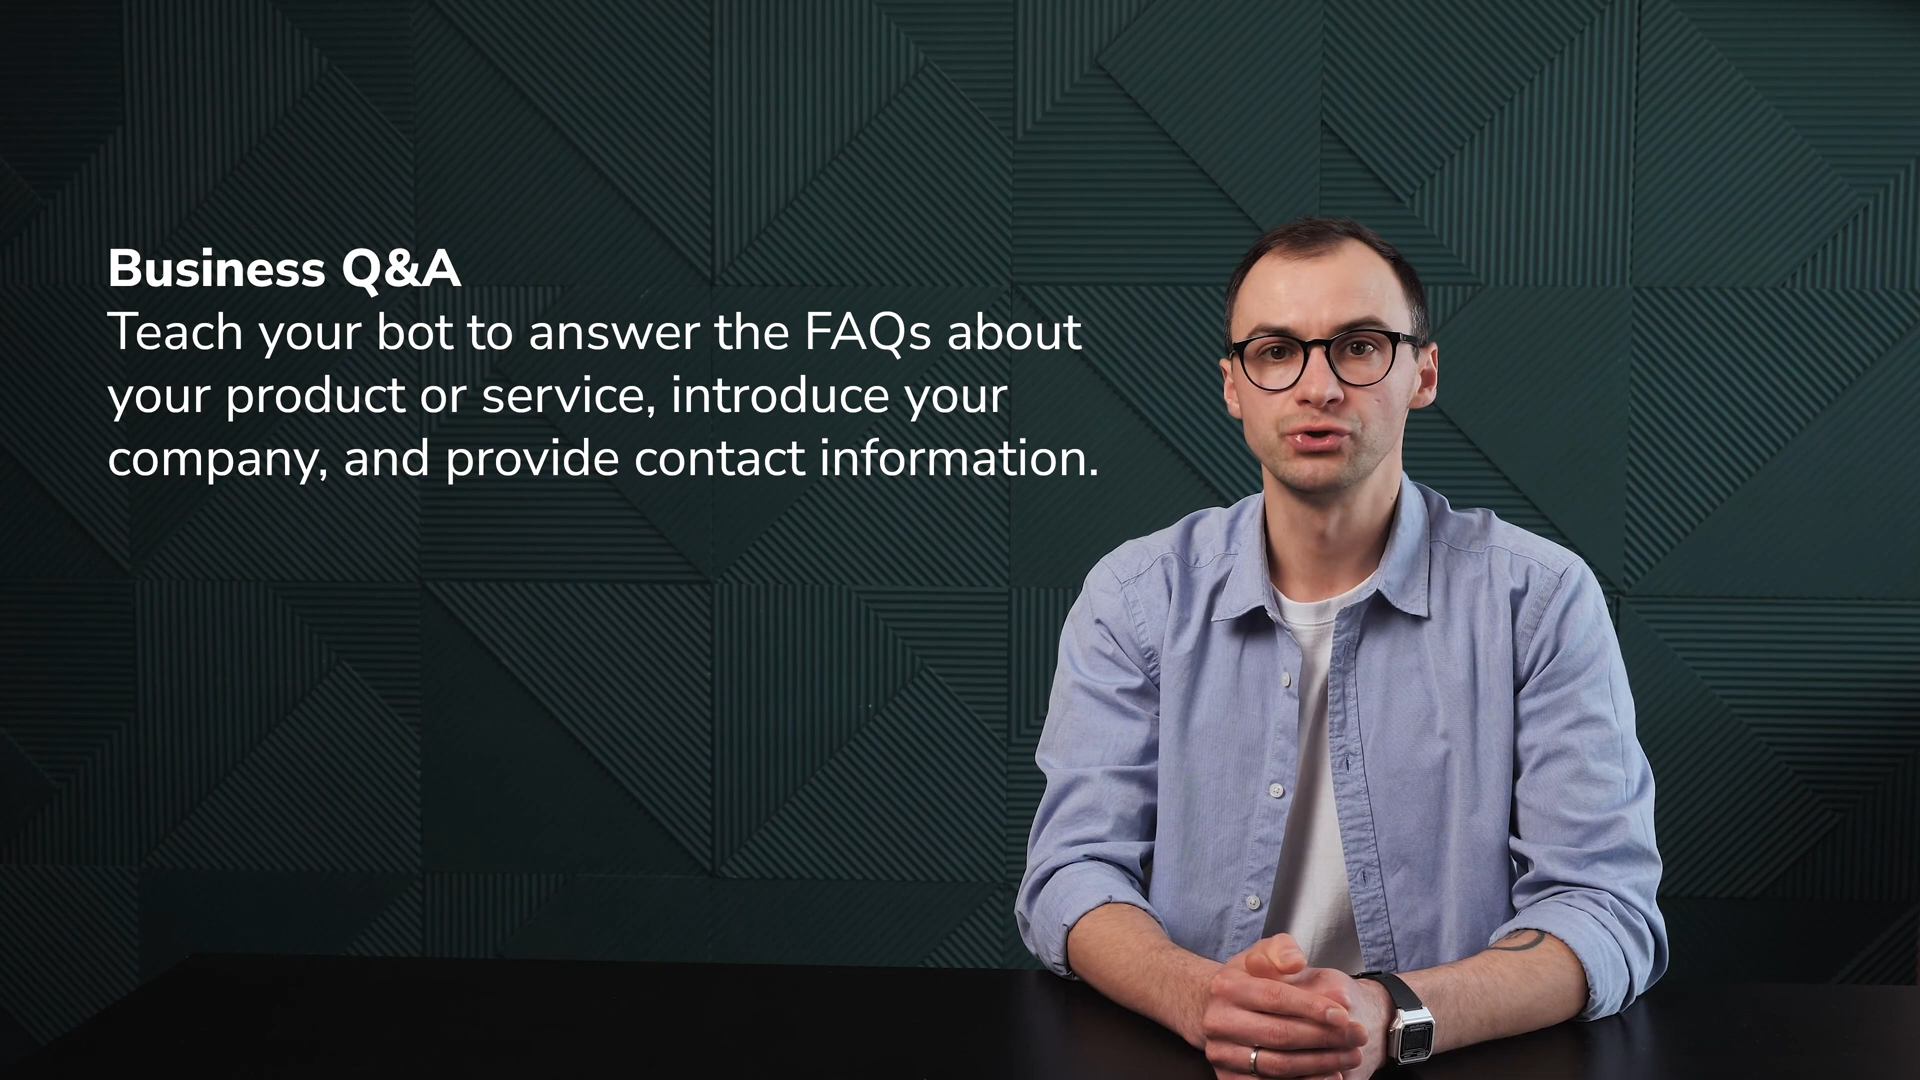 Business Q&A
Teach your bot to answer the FAQs about
your product or service, introduce your
company, and provide contact information.